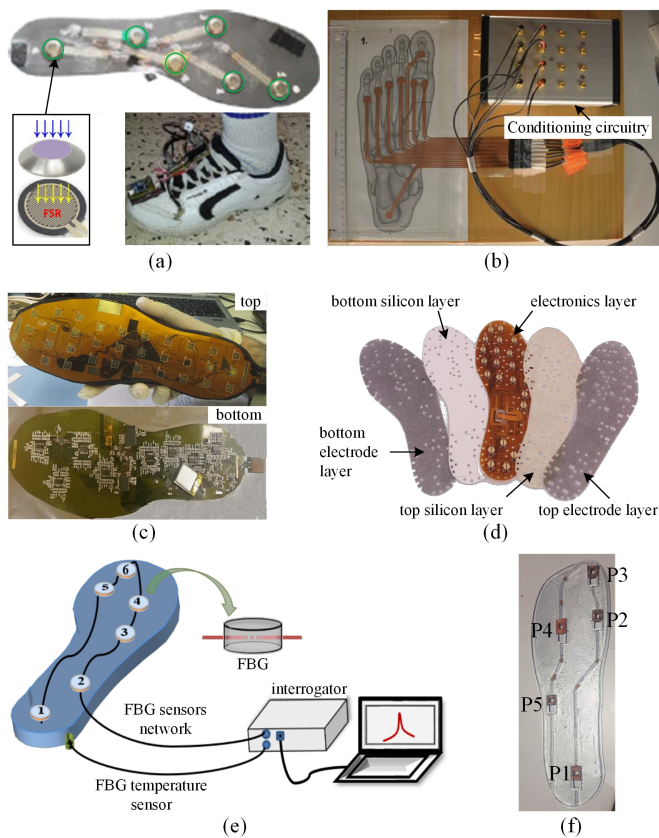 FSR
(a)
1.
Conditioning circuitry
(b)
top
bottom
(c)
bottom silicon layer
electronics layer
bottom
electrode
layer
top silicon layer
top electrode layer
(d)
1
2
3
4
5
6
FBG
FBG sensors
network
interrogator
FBG temperature
sensor
(e)
P3
P2
P4
P5
P1
(f)